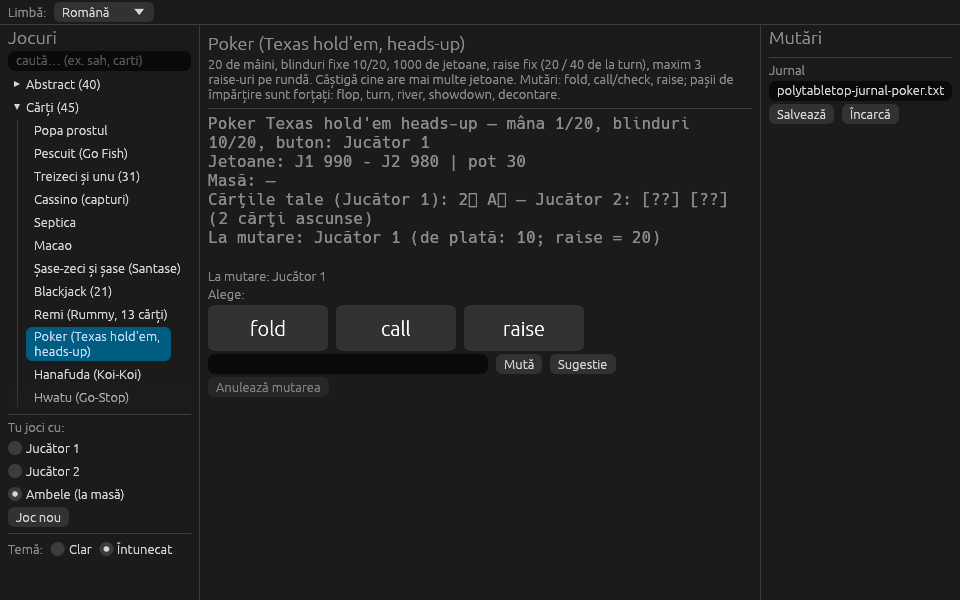 Limbă: Română
Jocuri
caută... (ex. sah, carti)
Abstract (40)
Cărți (45)
Popa prostul
Pescuit (Go Fish)
Treizeci și unu (31)
Cassino (capturi)
Septica
Macao
Șase-zeci și șase (Santase)
Blackjack (21)
Remi (Rummy, 13 cărți)
Poker (Texas hold'em,
heads-up)
Hanafuda (Koi-Koi)
Hwatu (Go-Stop)
Tu joci cu:
Jucător 1
Jucător 2
Ambele (la masă)
Joc nou
Temă: Clar Întunecat
Poker (Texas hold'em, heads-up)
20 de mâini, blinduri fixe 10/20, 1000 de jetoane, raise fix (20 / 40 de la turn), maxim 3
raise-uri pe rundă. Câștigă cine are mai multe jetoane. Mutări: fold, call/check, raise; pașii de
împărțire sunt forțați: flop, turn, river, showdown, decontare.
Poker Texas hold'em heads-up — mâna 1/20, blinduri
10/20, buton: Jucător 1
Jetoane: J1 990 - J2 980 | pot 30
Masă: —
Cărțile tale (Jucător 1): 2▯ A▯ — Jucător 2: [??] [??]
(2 cărți ascunse)
La mutare: Jucător 1 (de plată: 10; raise = 20)
La mutare: Jucător 1
Alege:
fold call raise
Mută Sugestie
Anulează mutarea
Mutări
Jurnal
polytabletop-jurnal-poker.txt
Salvează Încarcă